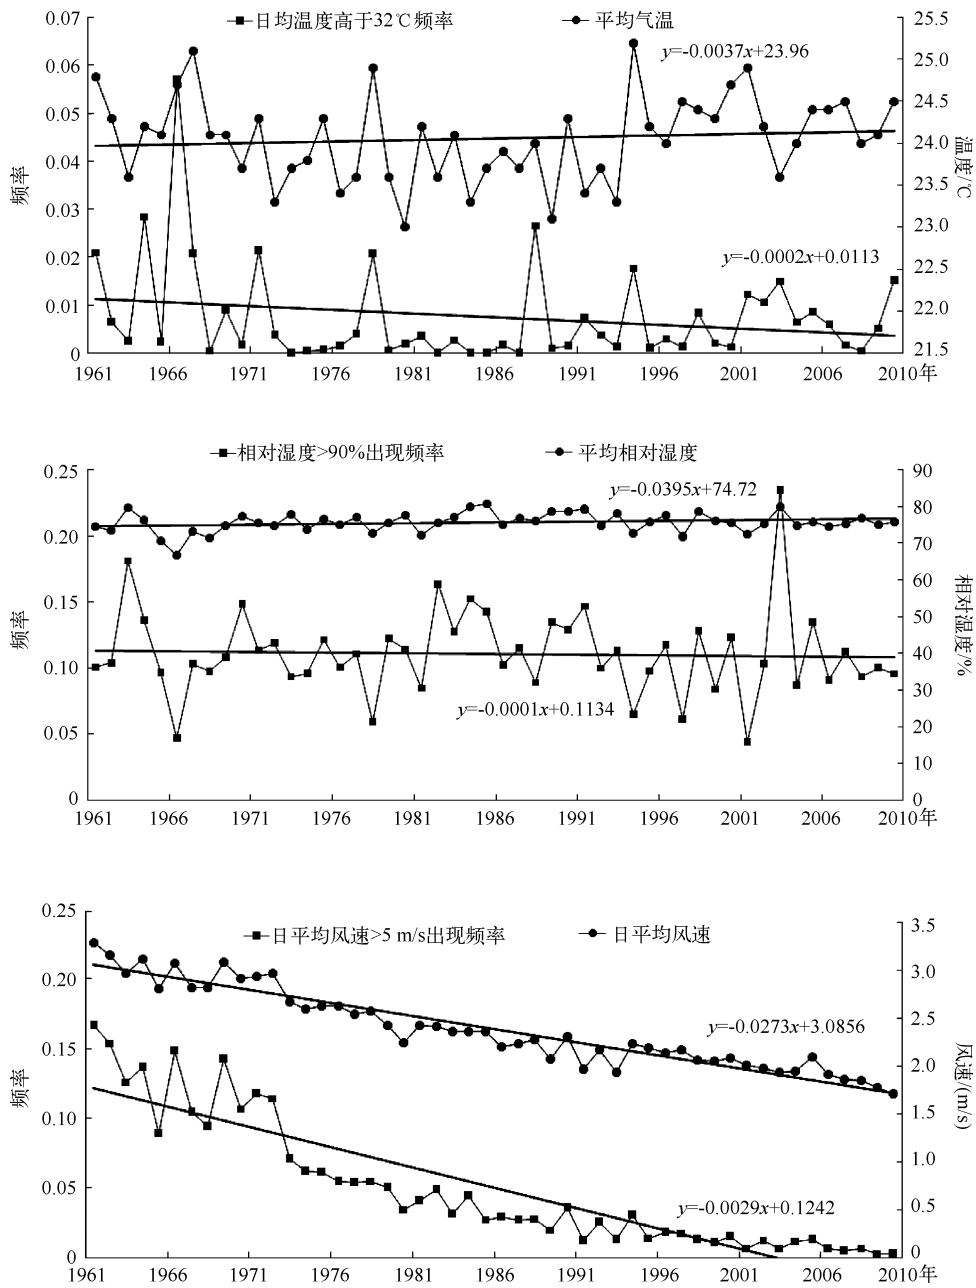 日均温度高于32℃频率 平均气温
0.07 25.5
y=-0.0037x+23.96
0.06 25.0
0.05 24.5
0.04 24.0
频率 温度/℃
0.03 23.5
23.0
0.02 22.5
y=-0.0002x+0.0113
0.01 22.0
0 21.5
1961 1966 1971 1976 1981 1986 1991 1996 2001 2006 2010年
相对湿度>90%出现频率 平均相对湿度
0.25 90
y=-0.0395x+74.72
80
0.20 70
60
0.15 50
频率 相对湿度/%
0.10 40
30
y=-0.0001x+0.1134
0.05 20
10
0 0
1961 1966 1971 1976 1981 1986 1991 1996 2001 2006 2010年
0.25 3.5
日平均风速>5 m/s出现频率 日平均风速
0.20 3.0
2.5
y=-0.0273x+3.0856
0.15 2.0
频率 风速/(m/s)
1.5
0.10 1.0
0.05 0.5
y=-0.0029x+0.1242
0 0
1961 1966 1971 1976 1981 1986 1991 1996 2001 2006 2010年